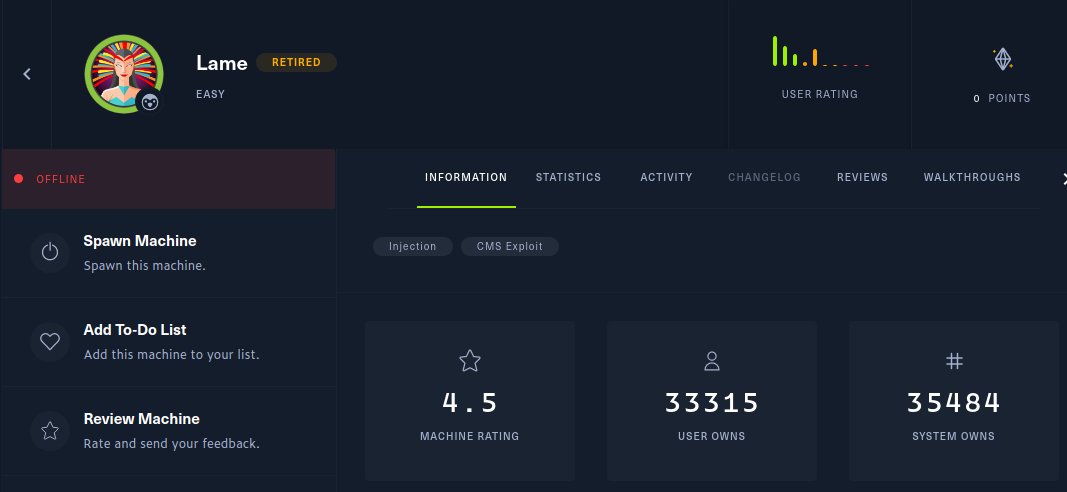 Lame RETIRED
EASY
USER RATING
0 POINTS
OFFLINE
INFORMATION STATISTICS ACTIVITY CHANGELOG REVIEWS WALKTHROUGHS
Spawn Machine
Spawn this machine.
Injection CMS Exploit
Add To-Do List
Add this machine to your list.
Review Machine
Rate and send your feedback.
4.5 33315 35484
MACHINE RATING USER OWNS SYSTEM OWNS